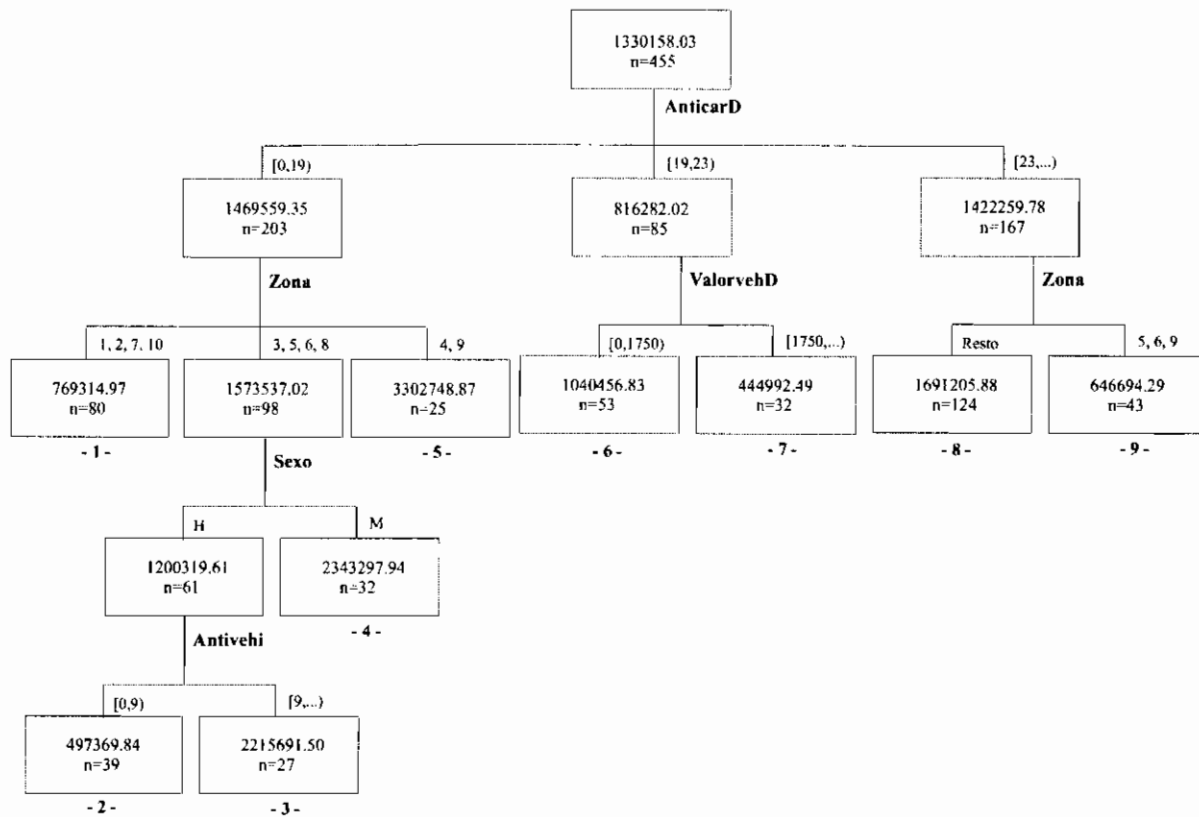 1330158.03
n=455
AnticarD
[0,19)
[19,23)
[23,...)
1469559.35
n=203
816282.02
n=85
1422259.78
n=167
Zona
ValorvehD
Zona
1, 2, 7, 10
3, 5, 6, 8
4, 9
[0,1750)
[1750,...)
Resto
5, 6, 9
769314.97
n=80
1573537.02
n=98
3302748.87
n=25
1040456.83
n=53
444992.49
n=32
1691205.88
n=124
646694.29
n=43
- 1 -
- 5 -
- 6 -
- 7 -
- 8 -
- 9 -
Sexo
H
M
1200319.61
n=61
2343297.94
n=32
- 4 -
Antivehi
[0,9)
[9,...)
497369.84
n=39
2215691.50
n=27
- 2 -
- 3 -